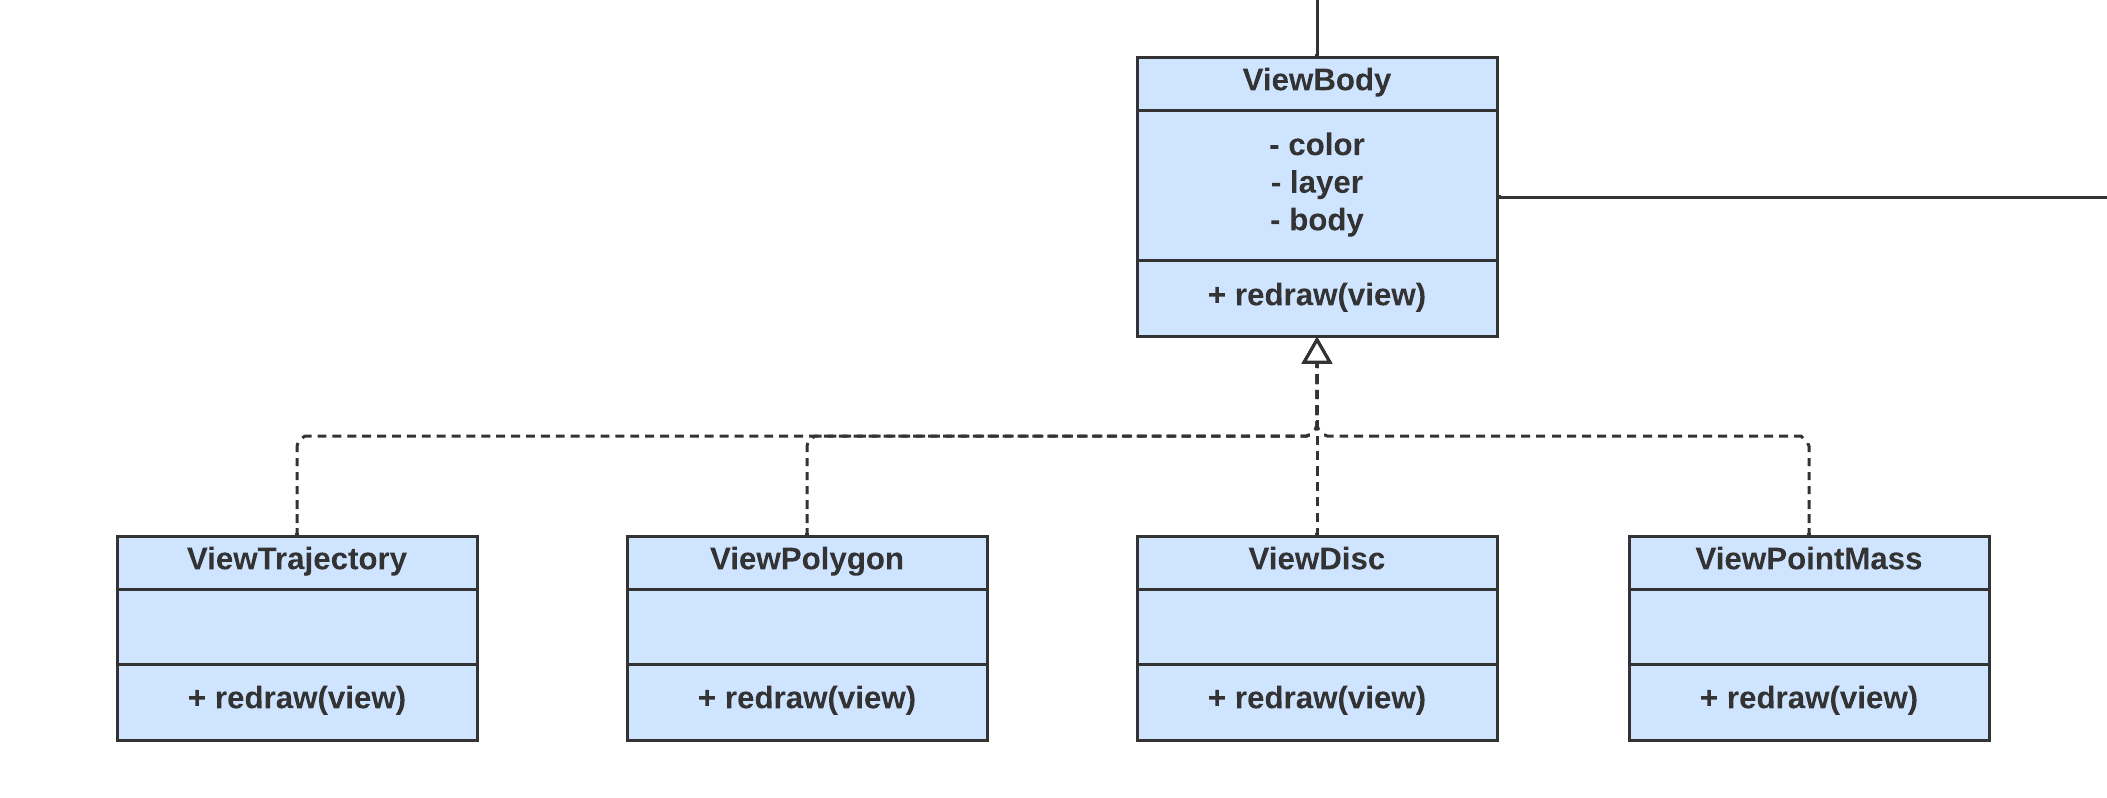 ViewBody
- color
- layer
- body
+ redraw(view)
ViewTrajectory
+ redraw(view)
ViewPolygon
+ redraw(view)
ViewDisc
+ redraw(view)
ViewPointMass
+ redraw(view)